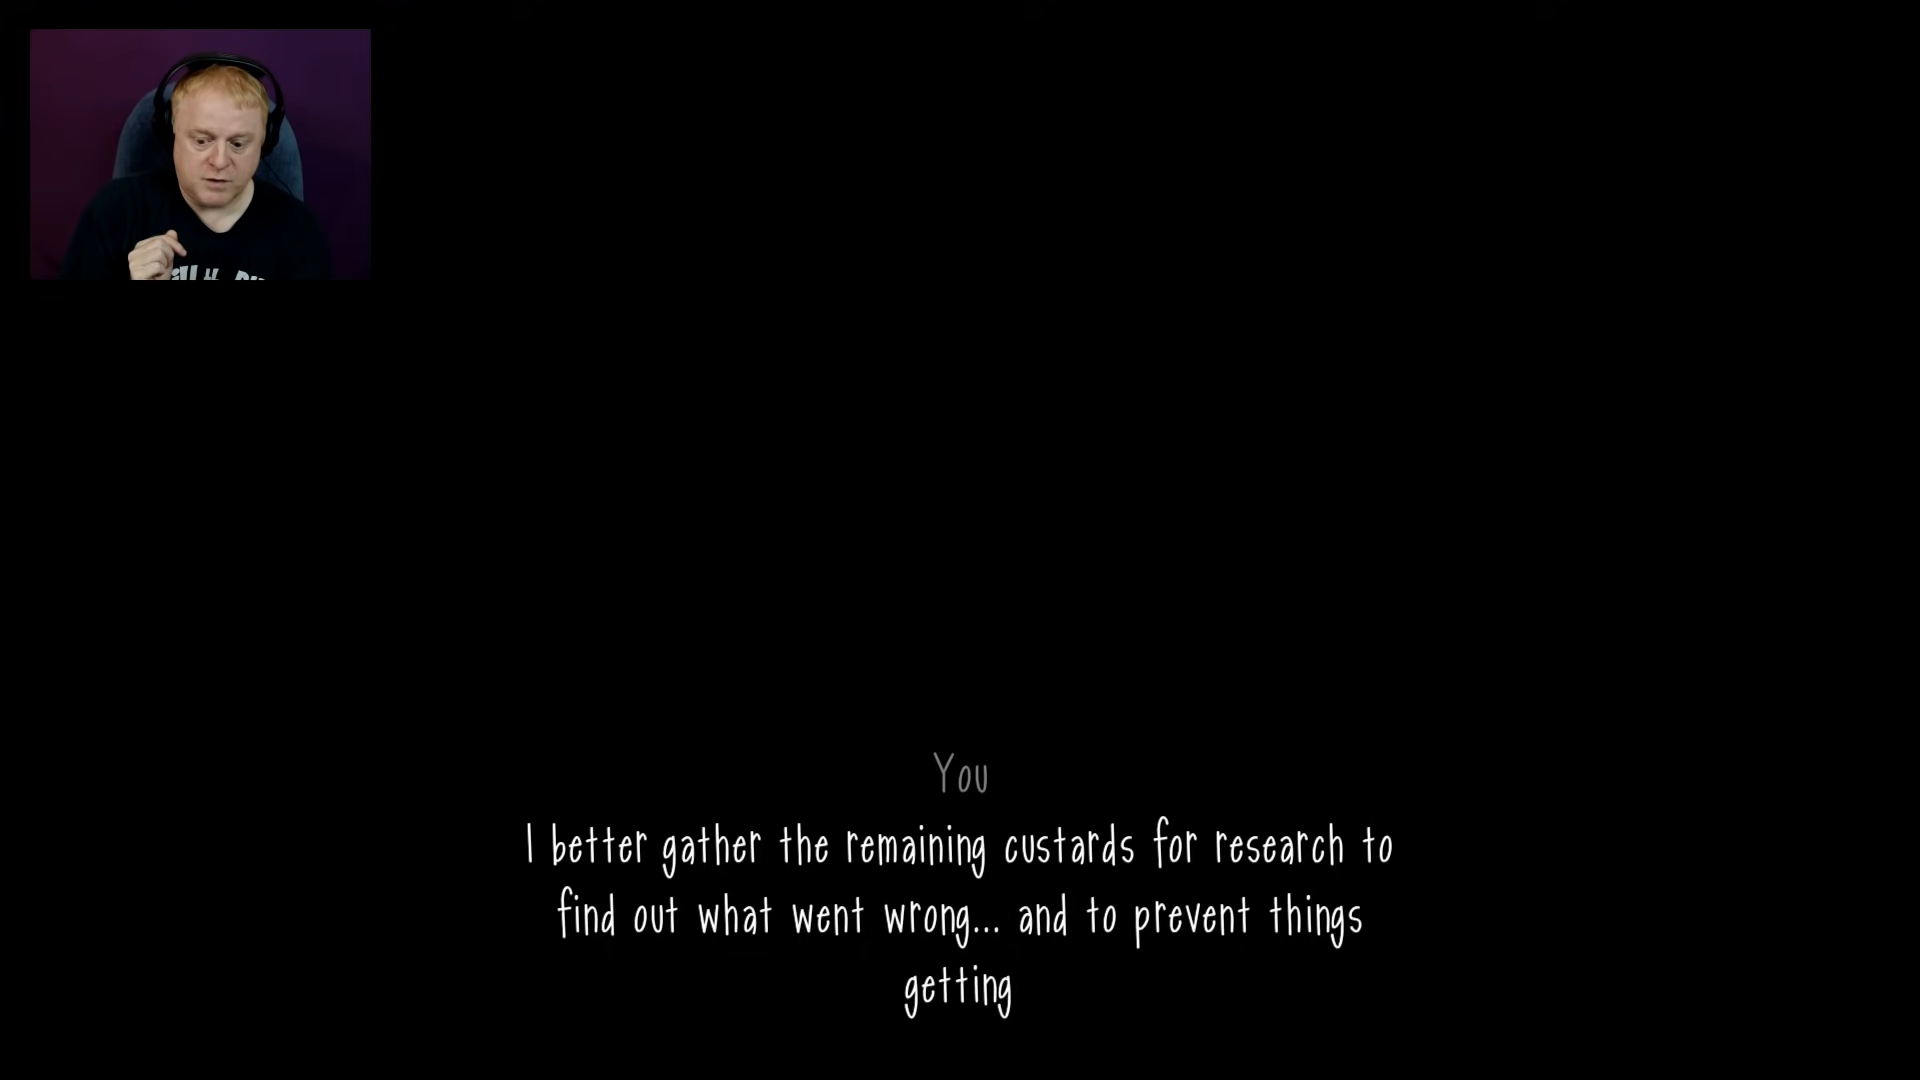 You
I better gather the remaining custards for research to
find out what went wrong... and to prevent things
getting